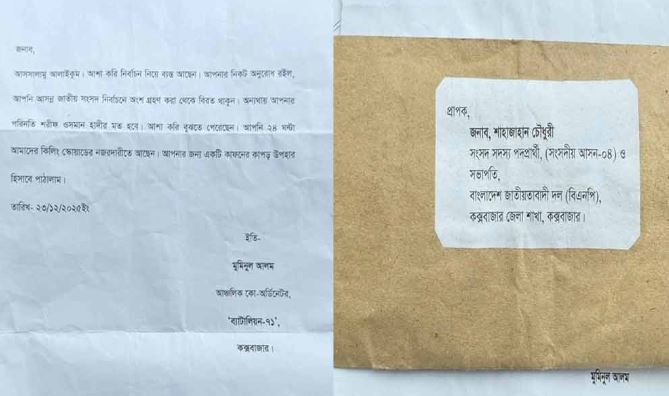 জনাব,
আসসালামু আলাইকুম। আশা করি নির্বাচন নিয়ে ব্যস্ত আছেন। আপনার নিকট অনুরোধ রইল,
আপনি আসন্ন জাতীয় সংসদ নির্বাচনে অংশ গ্রহণ করা থেকে বিরত থাকুন। অন্যথায় আপনার
পরিনতি শরীফ ওসমান হাদীর মত হবে। আশা করি বুঝতে পেরেছেন। আপনি ২৪ ঘন্টা
আমাদের কিলিং স্কোয়াডের নজরদারীতে আছেন। আপনার জন্য একটি কাফনের কাপড় উপহার
হিসাবে পাঠালাম।
তারিখ- ২৩/১২/২০২৫ইং
ইতি-
মুমিনুল আলম
আঞ্চলিক কো-অর্ডিনেটর,
'ব্যাটালিয়ন-৭১',
কক্সবাজার।
প্রাপক,
জনাব, শাহাজাহান চৌধুরী
সংসদ সদস্য পদপ্রার্থী, (সংসদীয় আসন-০৪) ও
সভাপতি,
বাংলাদেশ জাতীয়তাবাদী দল (বিএনপি),
কক্সবাজার জেলা শাখা, কক্সবাজার।
মুমিনুল আলম